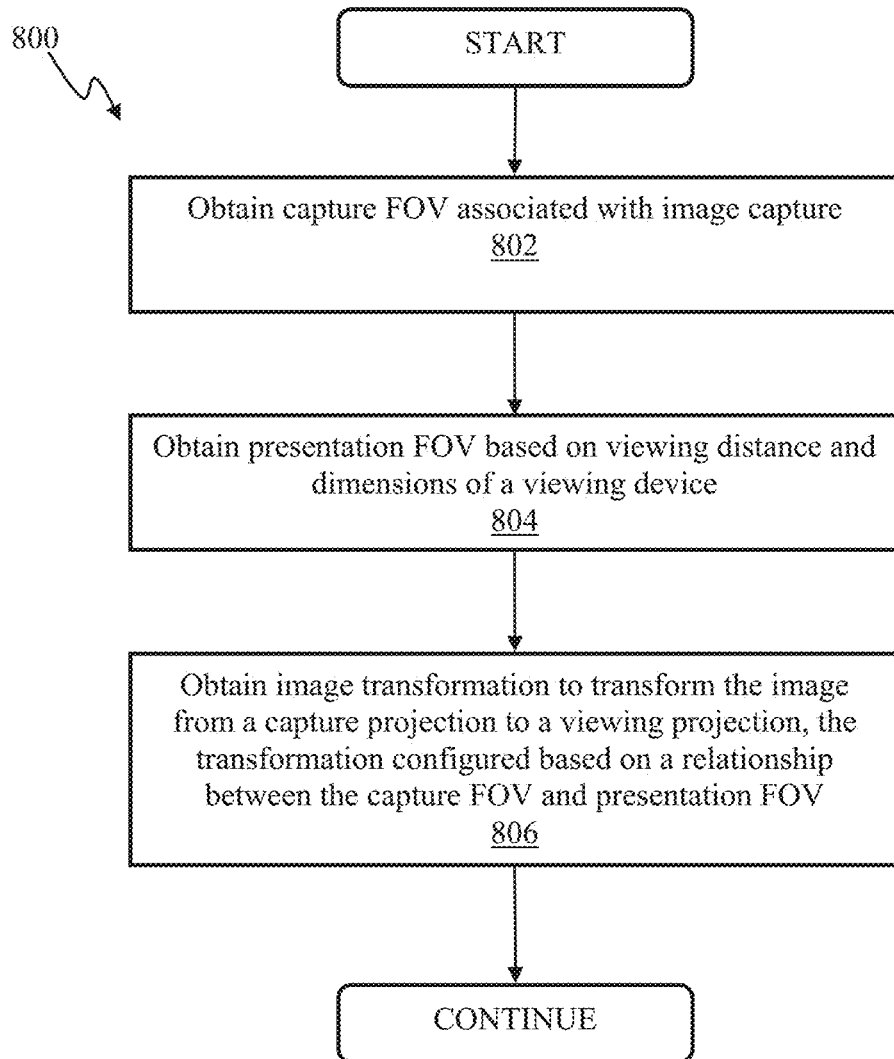 800
START
Obtain capture FOV associated with image capture
802
Obtain presentation FOV based on viewing distance and
dimensions of a viewing device
804
Obtain image transformation to transform the image
from a capture projection to a viewing projection, the
transformation configured based on a relationship
between the capture FOV and presentation FOV
806
CONTINUE